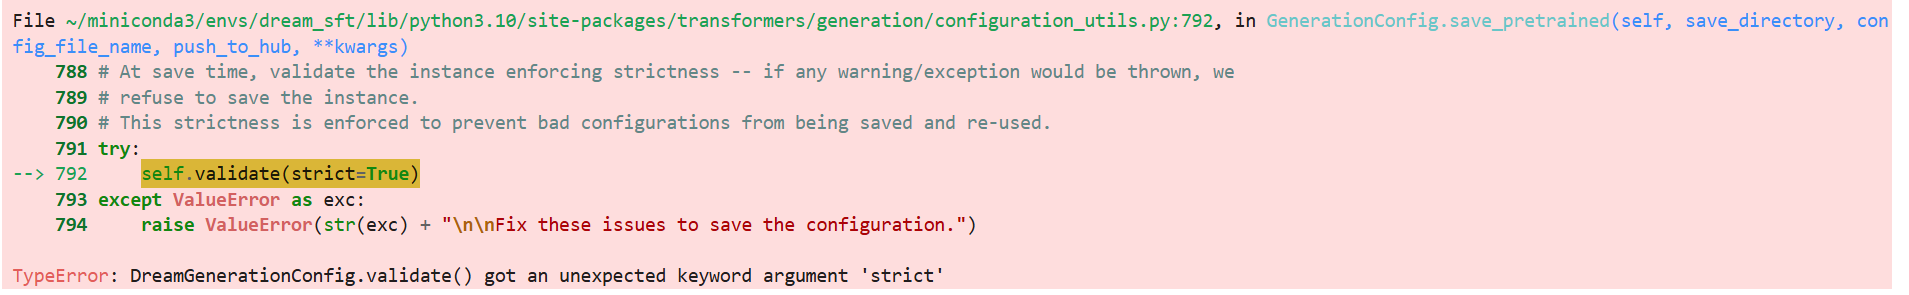 File ~/miniconda3/envs/dream_sft/lib/python3.10/site-packages/transformers/generation/configuration_utils.py:792, in GenerationConfig.save_pretrained(self, save_directory, con
fig_file_name, push_to_hub, **kwargs)
    788 # At save time, validate the instance enforcing strictness -- if any warning/exception would be thrown, we
    789 # refuse to save the instance.
    790 # This strictness is enforced to prevent bad configurations from being saved and re-used.
    791 try:
--> 792     self.validate(strict=True)
    793 except ValueError as exc:
    794     raise ValueError(str(exc) + "\n\nFix these issues to save the configuration.")
TypeError: DreamGenerationConfig.validate() got an unexpected keyword argument 'strict'